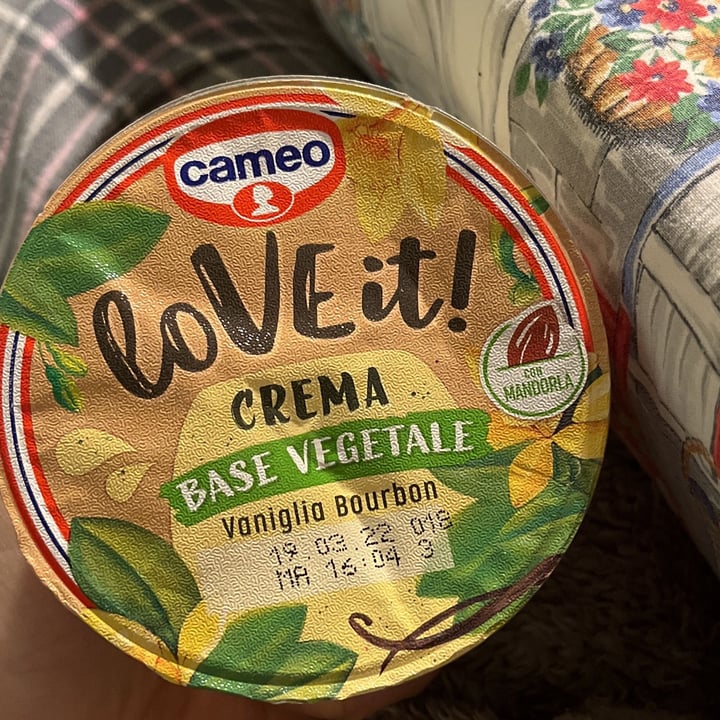 cameo
loVE it!
CON
MANDORLA
CREMA
BASE VEGETALE
Vaniglia Bourbon
19 03 22 018
MA 16:04 3